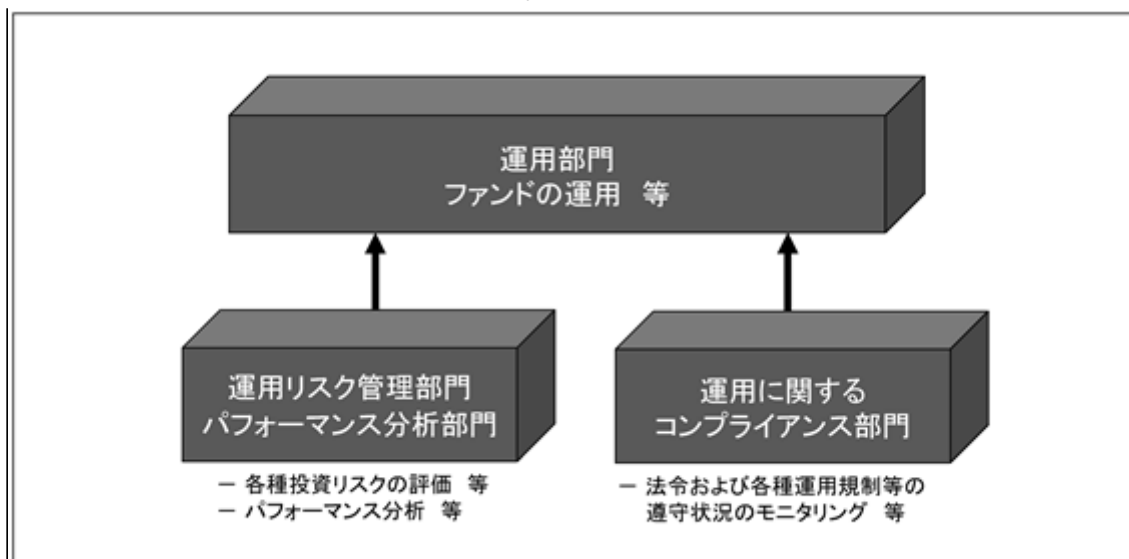 運用部門
ファンドの運用 等
運用リスク管理部門
パフォーマンス分析部門
― 各種投資リスクの評価 等
― パフォーマンス分析 等
運用に関する
コンプライアンス部門
― 法令および各種運用規制等の
遵守状況のモニタリング 等